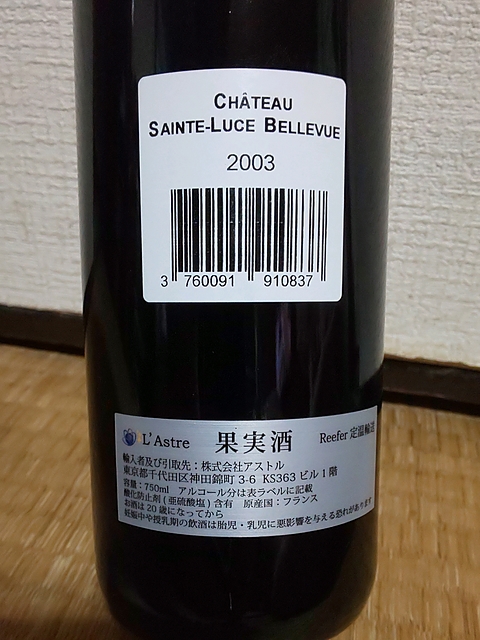 CHÂTEAU
SAINTE-LUCE BELLEVUE
2003
3 760091 910837
L'Astre 果実酒 Reefer 定温輸送
輸入者及び引取先：株式会社アストル
東京都千代田区神田錦町 3-6 KS363 ビル 1 階
容量：750ml アルコール分は表ラベルに記載
酸化防止剤 ( 亜硫酸塩 ) 含有 原産国：フランス
お酒は 20 歳になってから
妊娠中や授乳期の飲酒は胎児・乳児に悪影響を与える恐れがあります